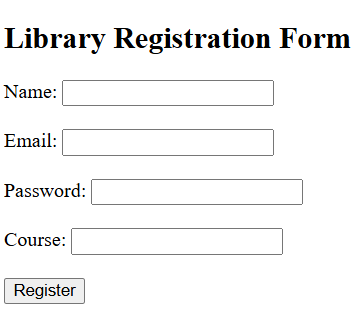 Library Registration Form
Name:
Email:
Password:
Course:
Register